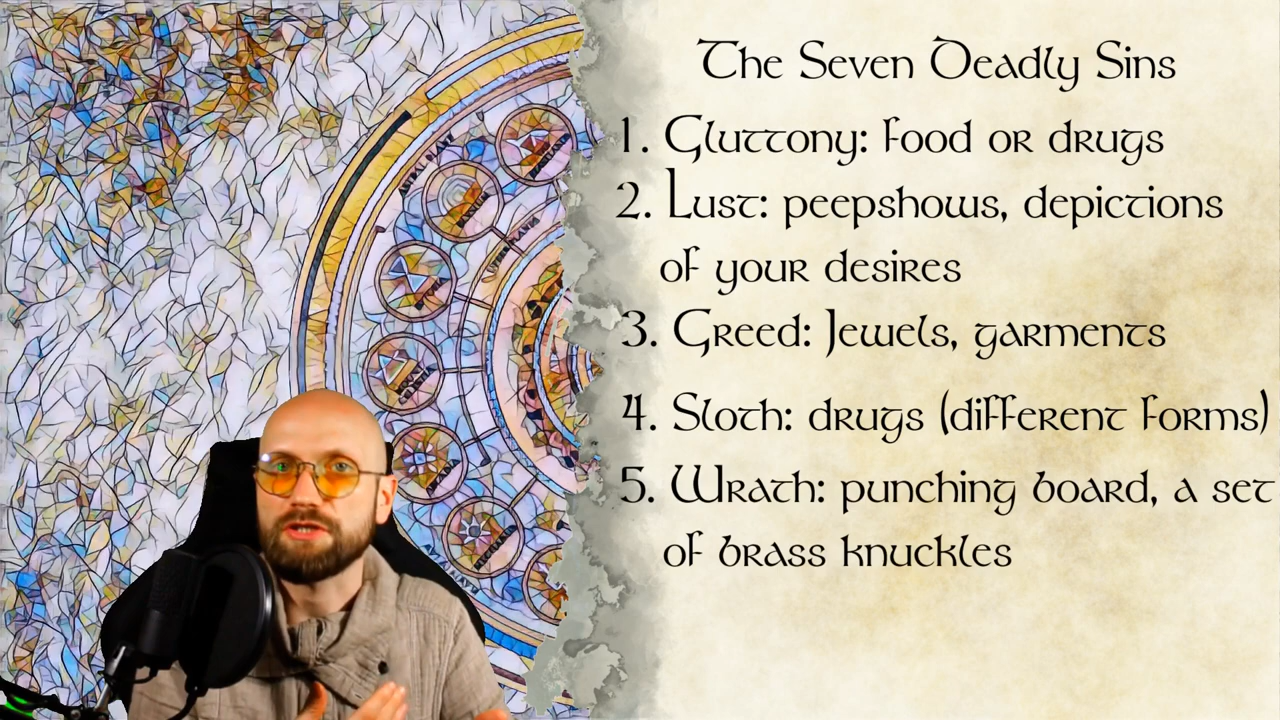 The Seven Deadly Sins
1. Gluttony: food or drugs
2. Lust: peepshows, depictions
of your desires
3. Greed: Jewels, garments
4. Sloth: drugs (different forms)
5. Wrath: punching board, a set
of brass knuckles